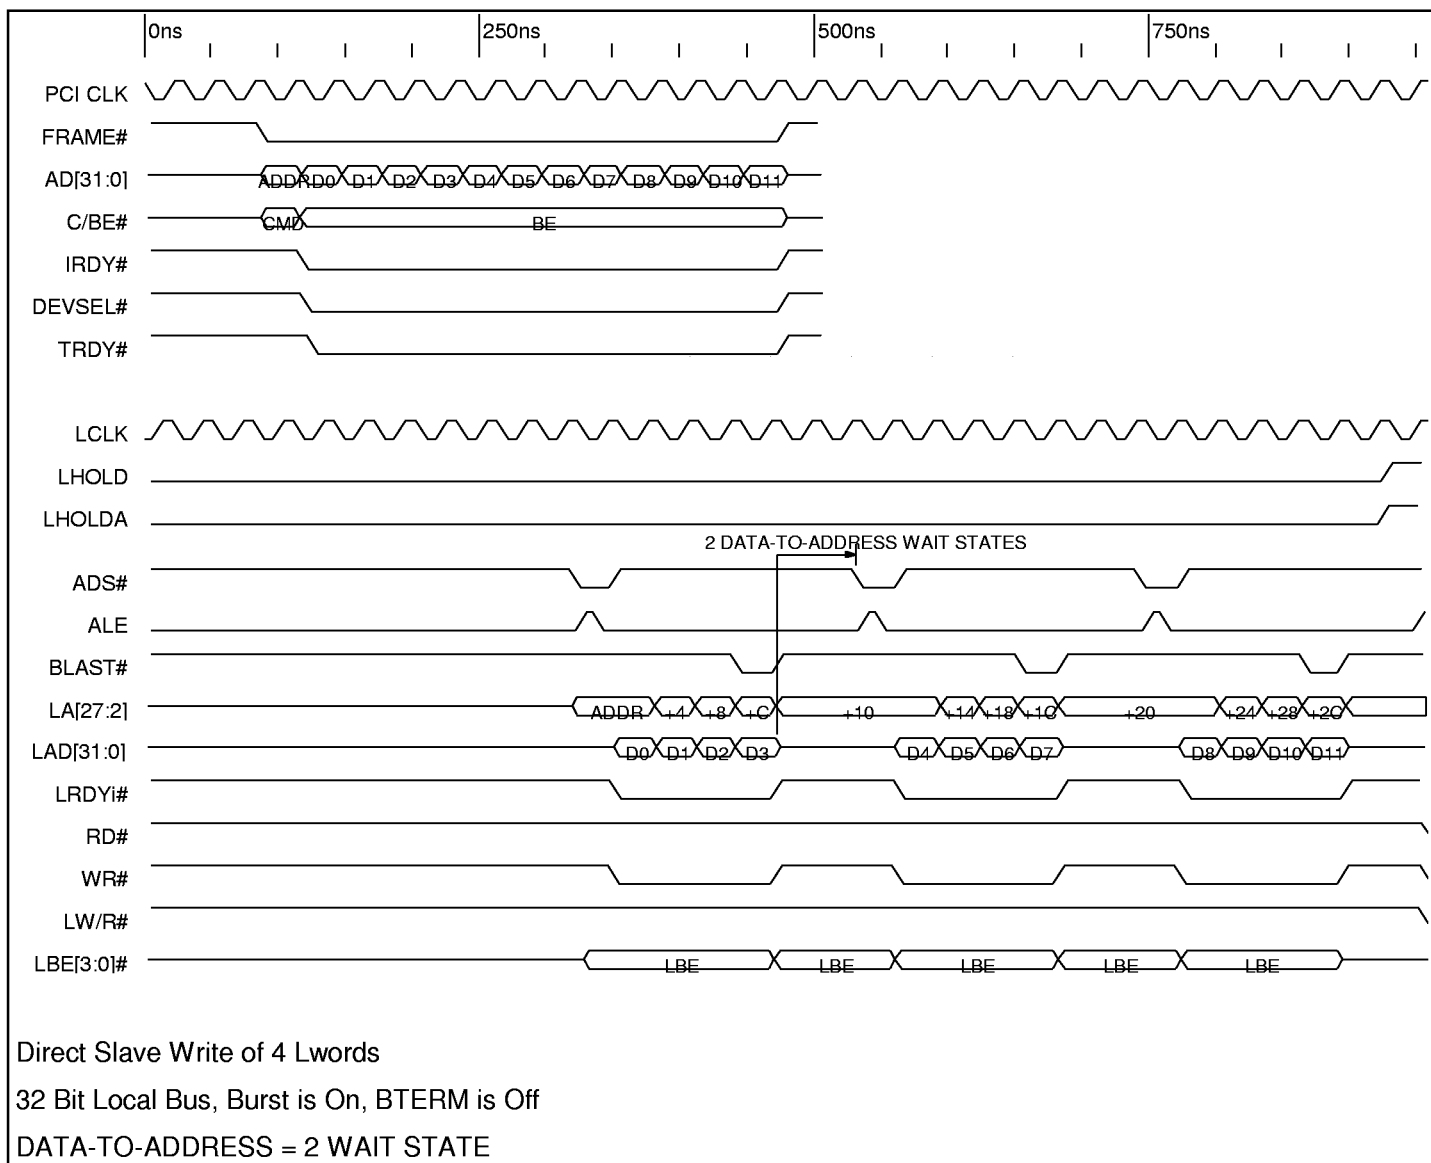 0ns 250ns 500ns 750ns
PCI CLK
FRAME#
AD[31:0] ADDR D0 D1 D2 D3 D4 D5 D6 D7 D8 D9 D10 D11
C/BE# CMD BE
IRDY#
DEVSEL#
TRDY#
LCLK
LHOLD
LHOLDA
2 DATA-TO-ADDRESS WAIT STATES
ADS#
ALE
BLAST#
LA[27:2] ADDR +4 +8 +C +10 +14 +18 +1C +20 +24 +28 +2C
LAD[31:0] D0 D1 D2 D3 D4 D5 D6 D7 D8 D9 D10 D11
LRDYi#
RD#
WR#
LW/R#
LBE[3:0]# LBE LBE LBE LBE LBE
Direct Slave Write of 4 Lwords
32 Bit Local Bus, Burst is On, BTERM is Off
DATA-TO-ADDRESS = 2 WAIT STATE